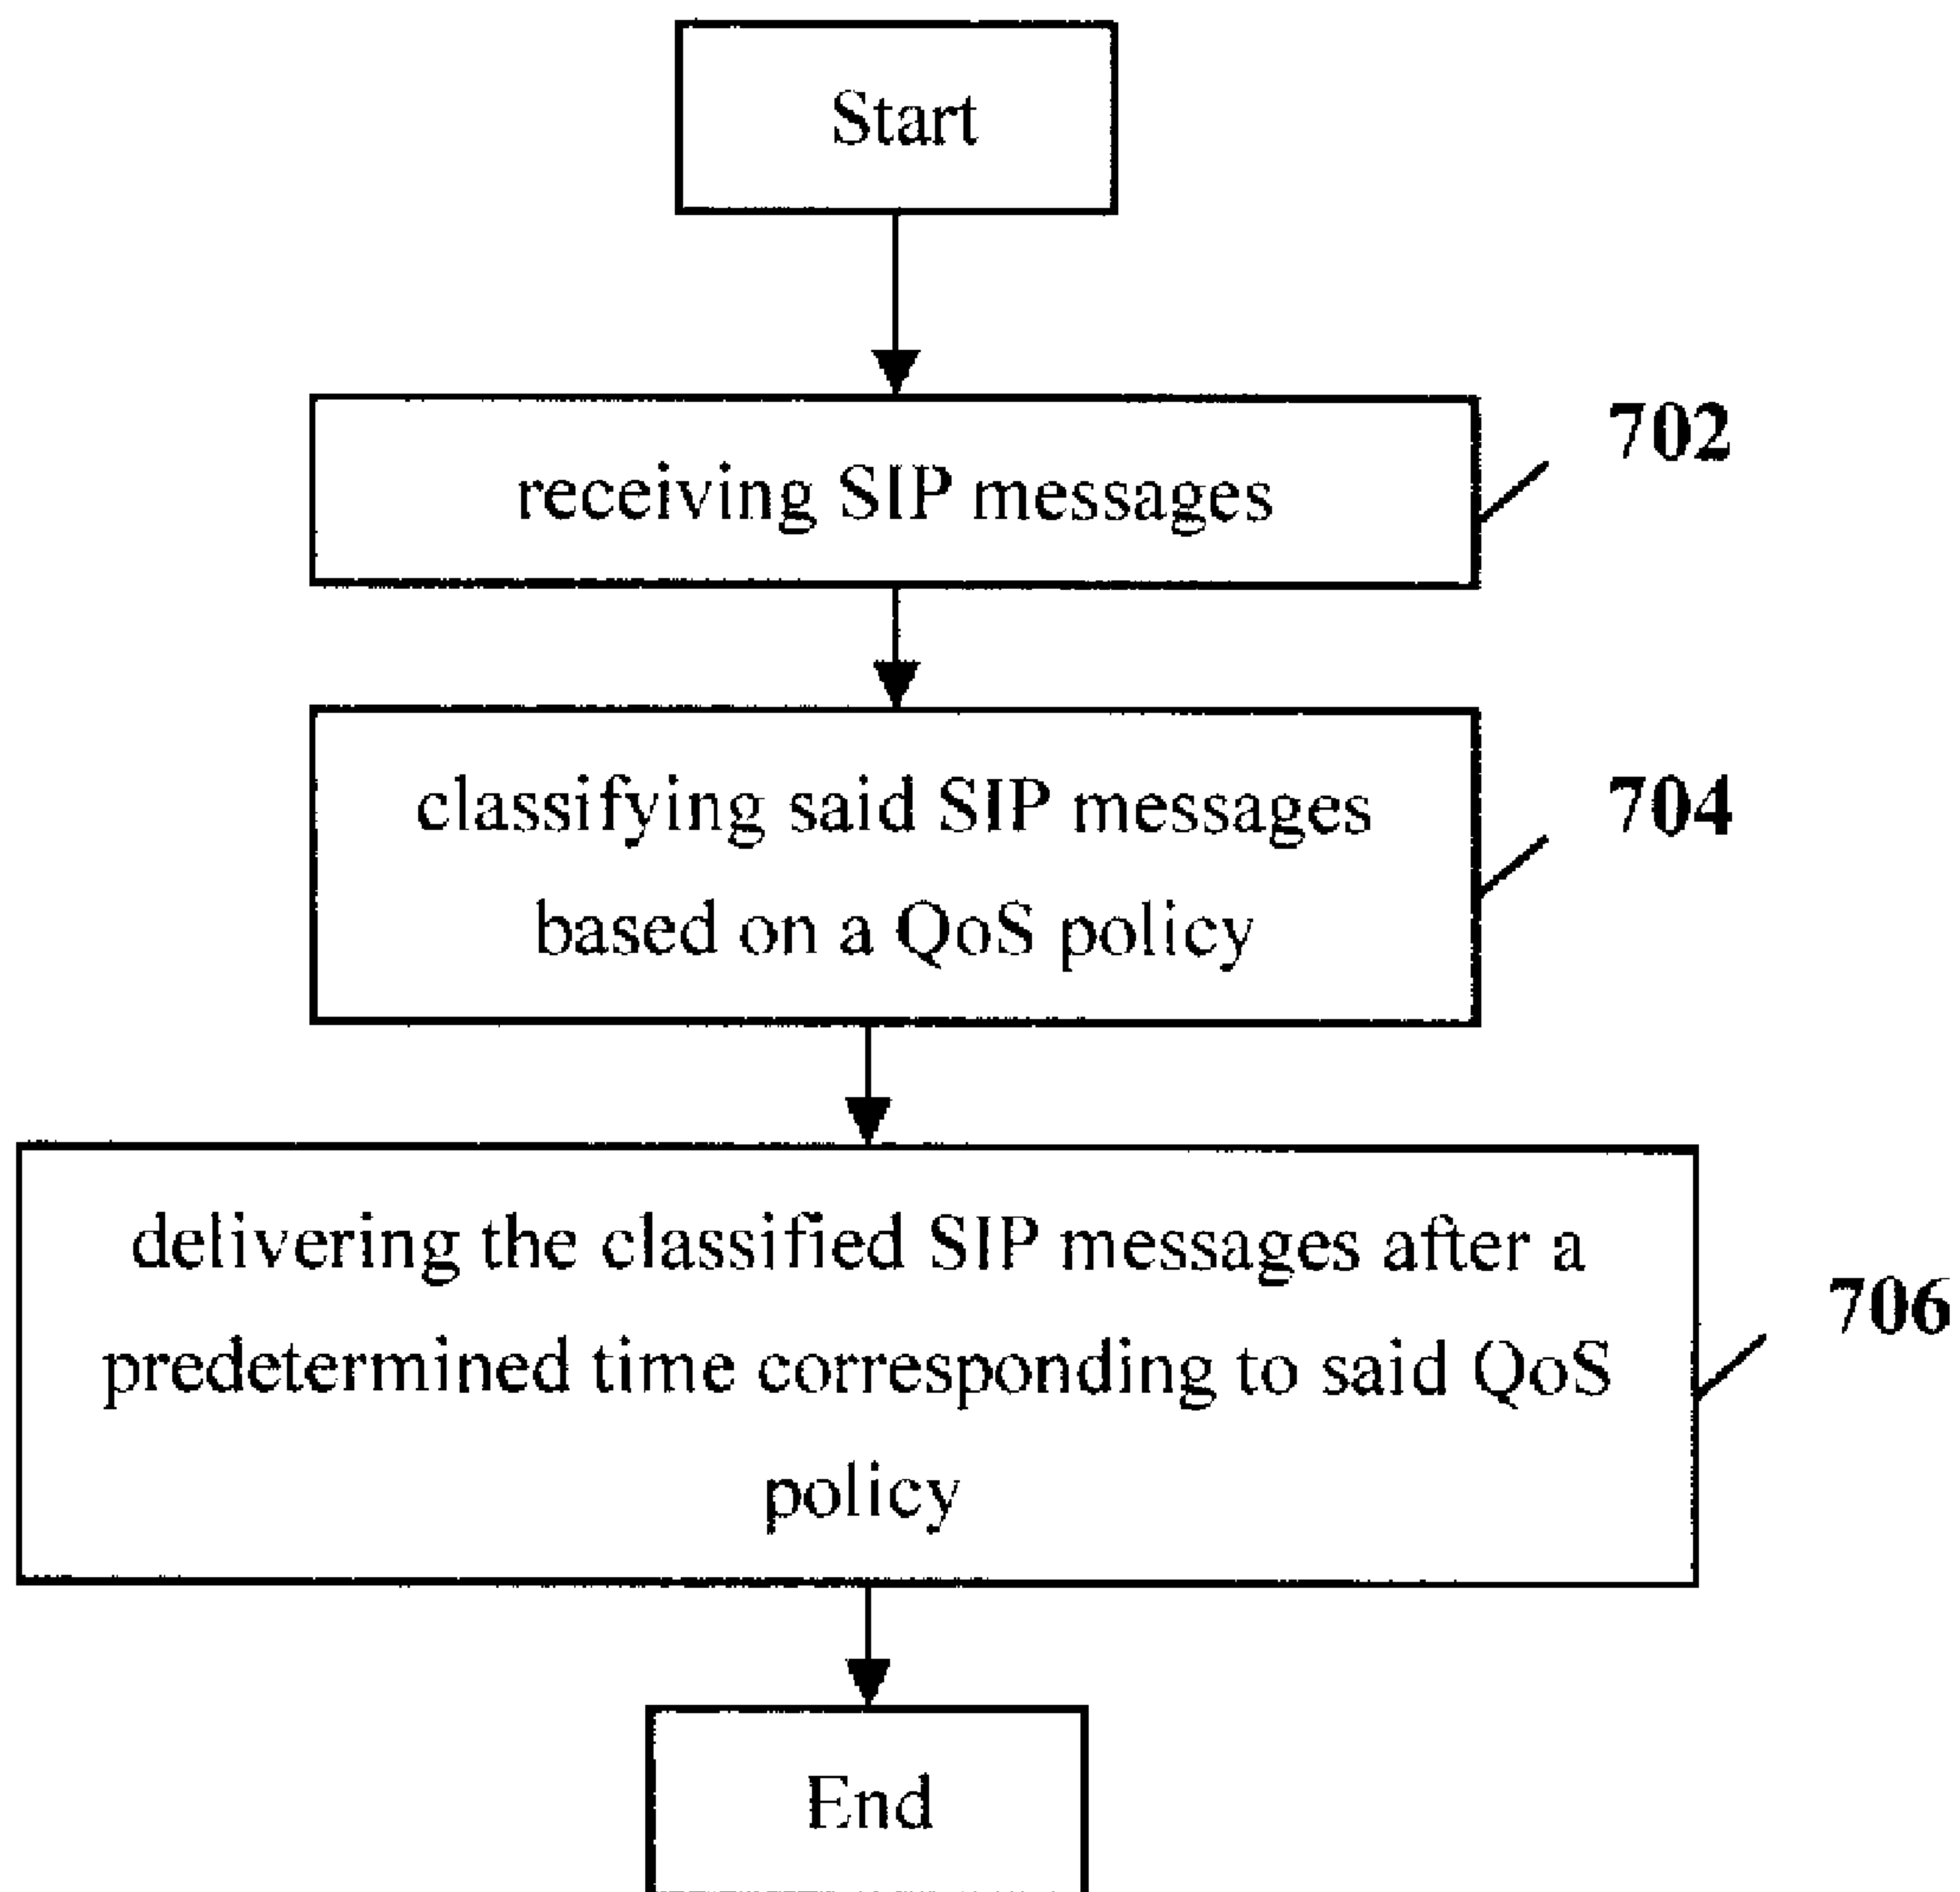 Start
receiving SIP messages
702
classifying said SIP messages
based on a QoS policy
704
delivering the classified SIP messages after a
predetermined time corresponding to said QoS
policy
706
End